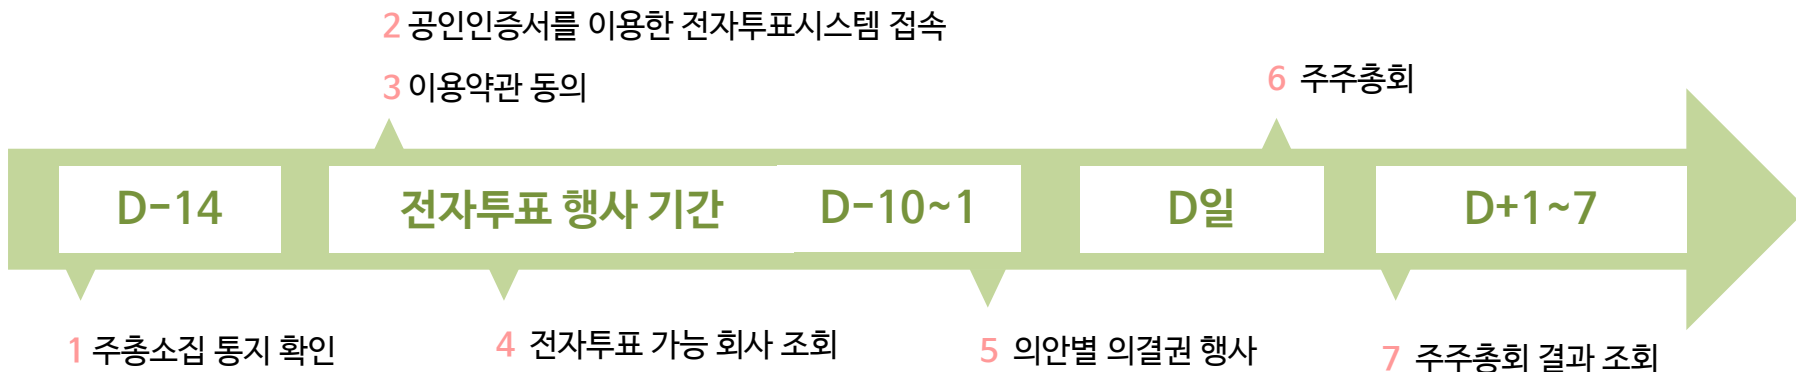 2 공인인증서를 이용한 전자투표시스템 접속
3 이용약관 동의
6 주주총회
D-14
전자투표 행사 기간
D-10~1
D일
D+1~7
1 주총소집 통지 확인
4 전자투표 가능 회사 조회
5 의안별 의결권 행사
7 주주총회 결과 조회